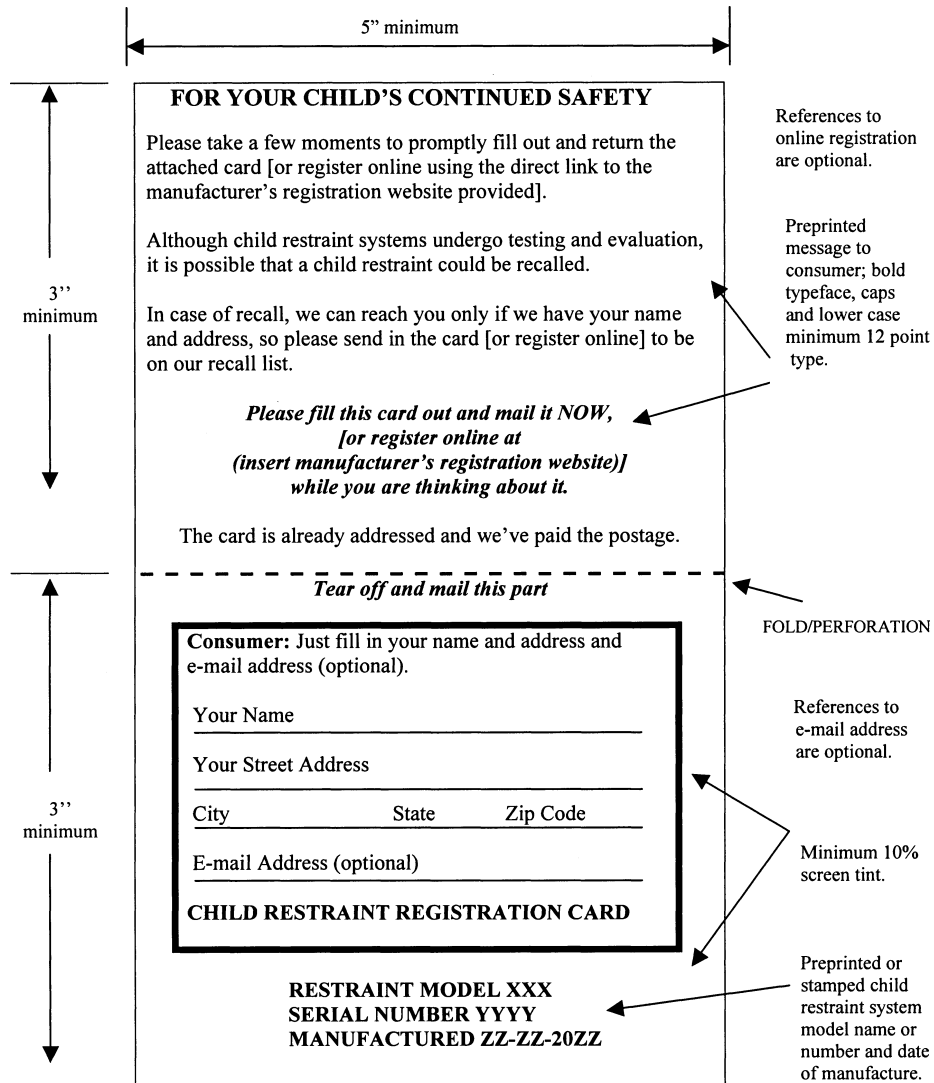 5” minimum
FOR YOUR CHILD’S CONTINUED SAFETY
Please take a few moments to promptly fill out and return the
attached card [or register online using the direct link to the
manufacturer’s registration website provided].
Although child restraint systems undergo testing and evaluation,
it is possible that a child restraint could be recalled.
In case of recall, we can reach you only if we have your name
and address, so please send in the card [or register online] to be
on our recall list.
Please fill this card out and mail it NOW,
[or register online at
(insert manufacturer’s registration website)]
while you are thinking about it.
The card is already addressed and we’ve paid the postage.
3’’
minimum
References to
online registration
are optional.
Preprinted
message to
consumer; bold
typeface, caps
and lower case
minimum 12 point
type.
Tear off and mail this part
FOLD/PERFORATION
Consumer: Just fill in your name and address and
e-mail address (optional).
Your Name
Your Street Address
City State Zip Code
E-mail Address (optional)
CHILD RESTRAINT REGISTRATION CARD
RESTRAINT MODEL XXX
SERIAL NUMBER YYYY
MANUFACTURED ZZ-ZZ-20ZZ
3’’
minimum
References to
e-mail address
are optional.
Minimum 10%
screen tint.
Preprinted or
stamped child
restraint system
model name or
number and date
of manufacture.